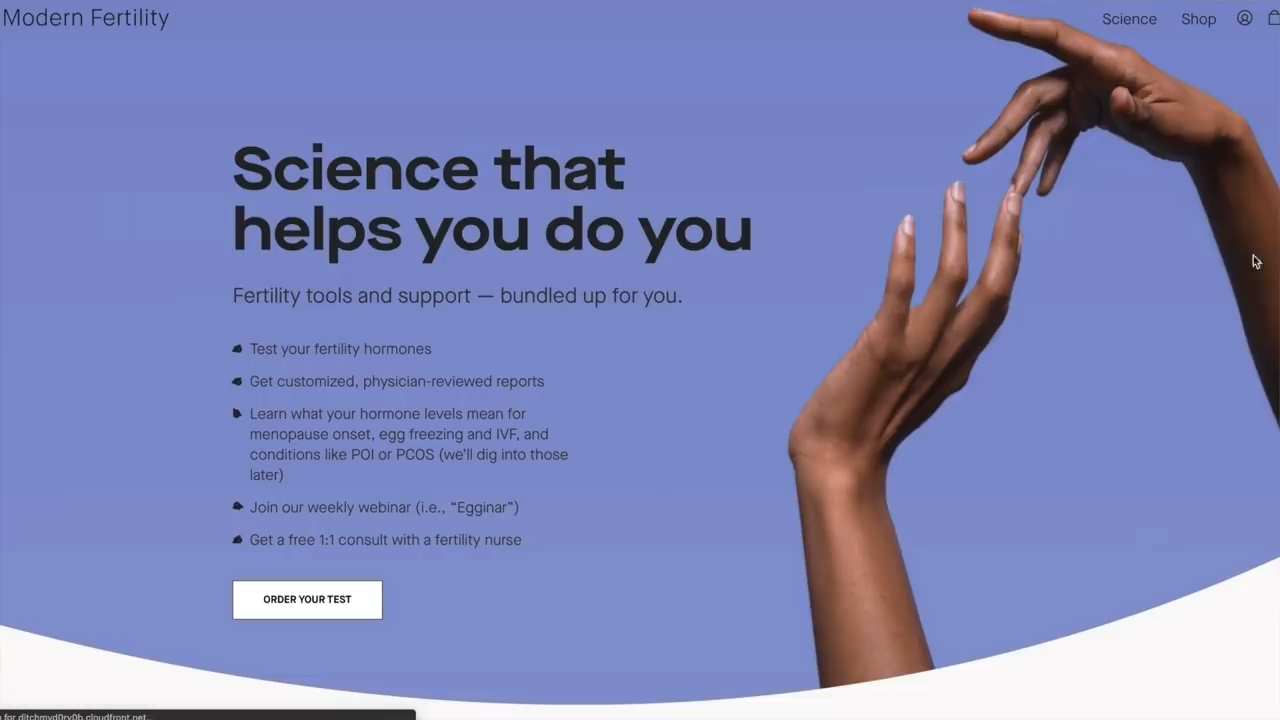 Modern Fertility
Science
Shop
Science that
helps you do you
Fertility tools and support — bundled up for you.
Test your fertility hormones
Get customized, physician-reviewed reports
Learn what your hormone levels mean for
menopause onset, egg freezing and IVF, and
conditions like POI or PCOS (we'll dig into those
later)
Join our weekly webinar (i.e., “Egginar”)
Get a free 1:1 consult with a fertility nurse
ORDER YOUR TEST